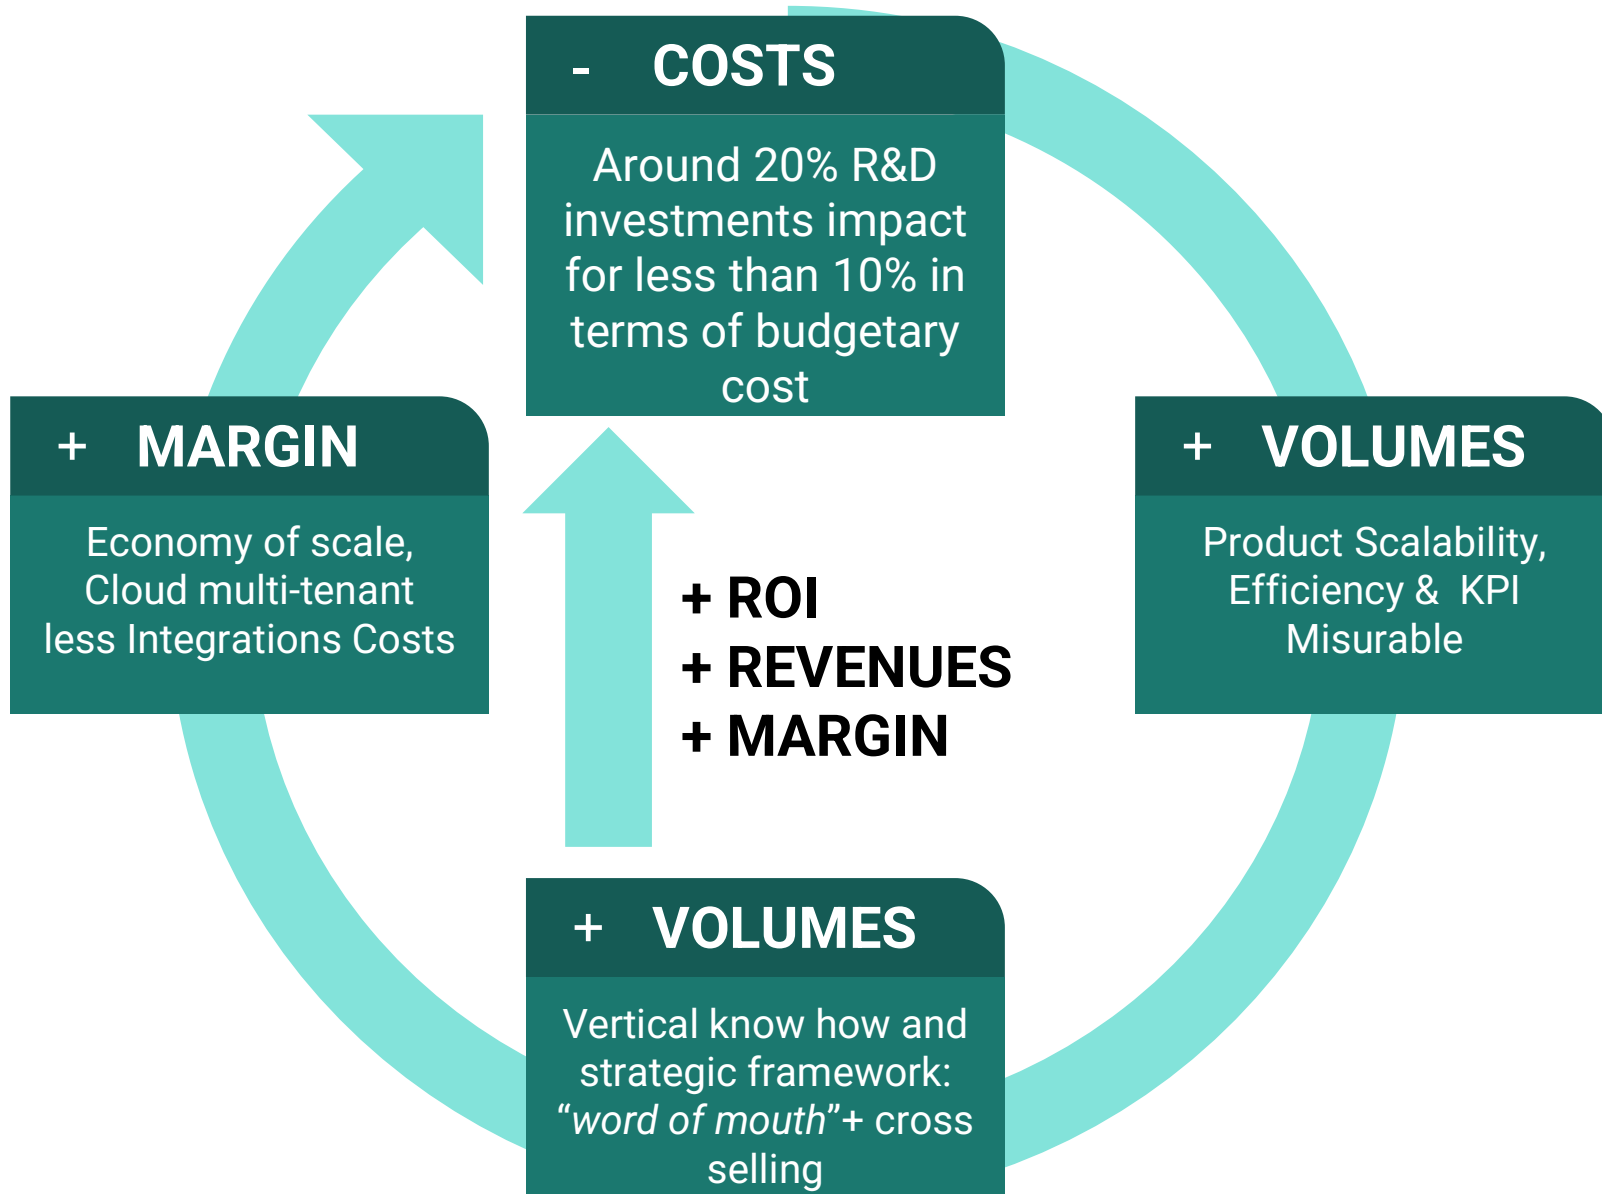 - COSTS
Around 20% R&D
investments impact
for less than 10% in
terms of budgetary
cost
+ MARGIN
Economy of scale,
Cloud multi-tenant
less Integrations Costs
+ VOLUMES
Product Scalability,
Efficiency & KPI
Misurable
+ ROI
+ REVENUES
+ MARGIN
+ VOLUMES
Vertical know how and
strategic framework:
“word of mouth”+ cross
selling